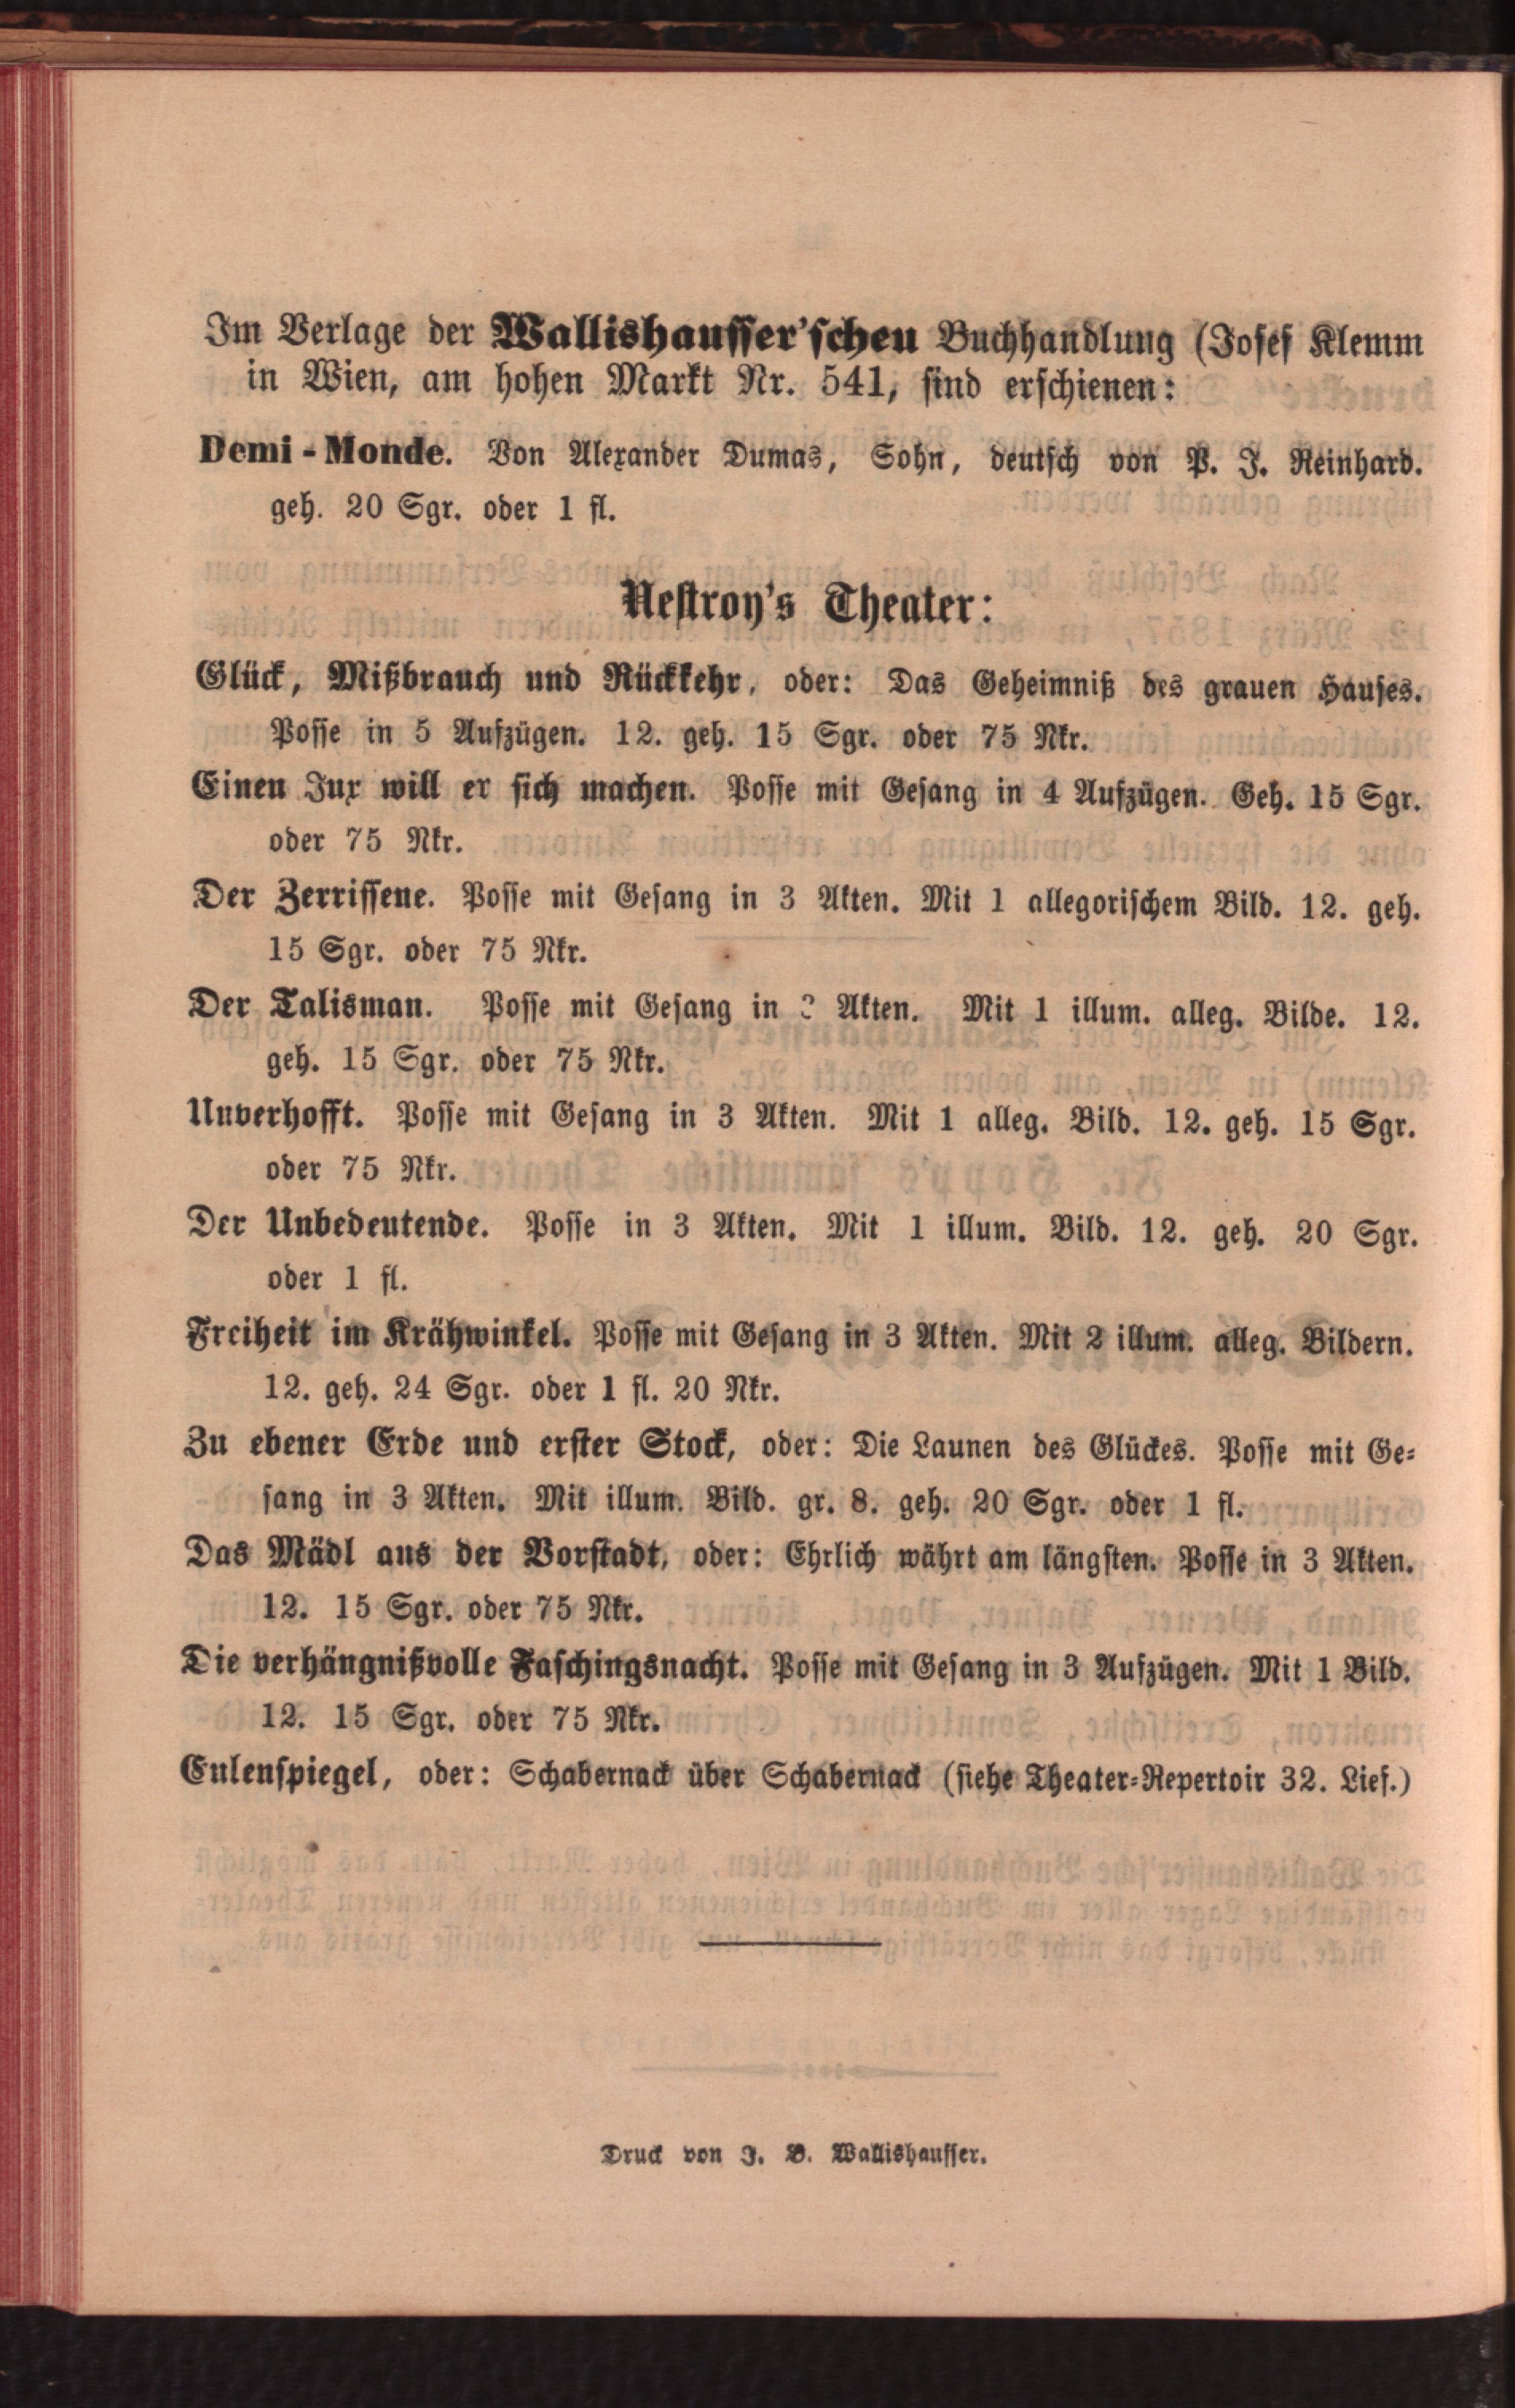 Im Verlage der Wallishausser'schen Buchhandlung (Josef Klemm
in Wien, am hohen Markt Nr. 541, sind erschienen:
Demi-Monde. Von Alexander Dumas, Sohn, deutsch von P. J. Reinhard.
geh. 20 Sgr. oder 1 fl.
Nestroy's Theater:
Glück, Mißbrauch und Rückkehr, oder: Das Geheimniß des grauen Hauses.
Posse in 5 Aufzügen. 12. geh. 15 Sgr. oder 75 Nkr.
Einen Jux will er sich machen. Posse mit Gesang in 4 Aufzügen. Geh. 15 Sgr.
oder 75 Nkr.
Der Zerrissene. Posse mit Gesang in 3 Akten. Mit 1 allegorischem Bild. 12. geh.
15 Sgr. oder 75 Nkr.
Der Talisman. Posse mit Gesang in Akten. Mit 1 illum. alleg. Bilde. 12.
geh. 15 Sgr. oder 75 Nkr.
Unverhofft. Posse mit Gesang in 3 Akten. Mit 1 alleg. Bild. 12. geh. 15 Sgr.
oder 75 Nkr.
Der Unbedeutende. Posse in 3 Akten. Mit 1 illum. Bild. 12. geh. 20 Sgr.
oder 1 fl.
Freiheit im Krähwinkel. Posse mit Gesang in 3 Akten. Mit 2 illum. alleg. Bildern.
12. geh. 24 Sgr. oder 1 fl. 20 Nkr.
Zu ebener Erde und erster Stock, oder: Die Launen des Glückes. Posse mit Ge-
sang in 3 Akten. Mit illum. Bild. gr. 8. geh. 20 Sgr. oder 1 fl.
Das Mädl aus der Vorstadt, oder: Ehrlich währt am längsten. Posse in 3 Akten.
12. 15 Sgr. oder 75 Nkr.
Die verhängnißvolle Faschingsnacht. Posse mit Gesang in 3 Aufzügen. Mit 1 Bild.
12. 15 Sgr. oder 75 Nkr.
Eulenspiegel, oder: Schabernack über Schabernack (siehe Theater-Repertoir 32. Lief.)
Druck von J. B. Wallishausser.